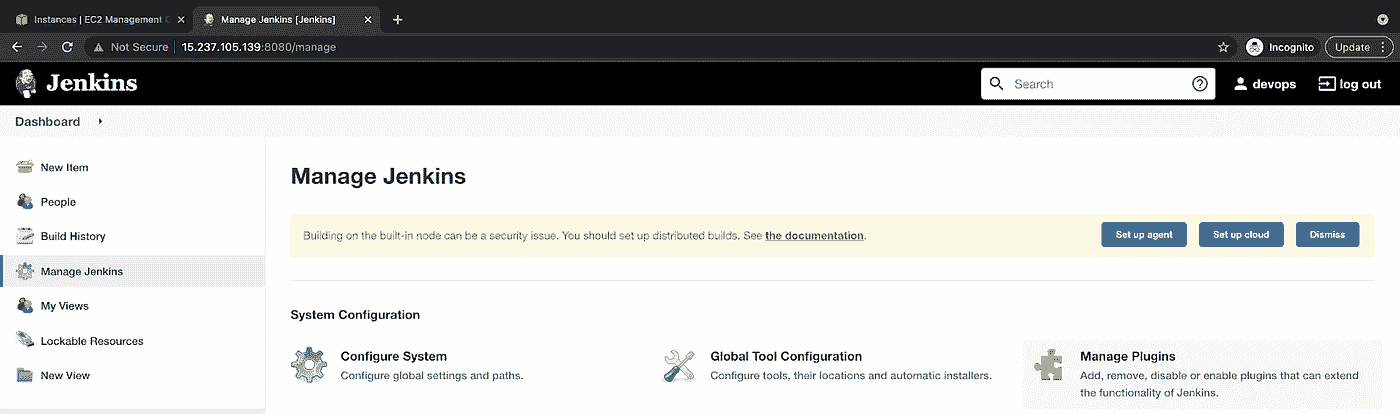 Instances | EC2 Management C
Manage Jenkins [Jenkins]
Not Secure
15.237.105.139:8080/manage
Incognito
Update
Jenkins
Search
devops
log out
Dashboard
New Item
People
Build History
Manage Jenkins
My Views
Lockable Resources
New View
Manage Jenkins
Building on the built-in node can be a security issue. You should set up distributed builds. See the documentation.
Set up agent
Set up cloud
Dismiss
System Configuration
Configure System
Configure global settings and paths.
Global Tool Configuration
Configure tools, their locations and automatic installers.
Manage Plugins
Add, remove, disable or enable plugins that can extend
the functionality of Jenkins.